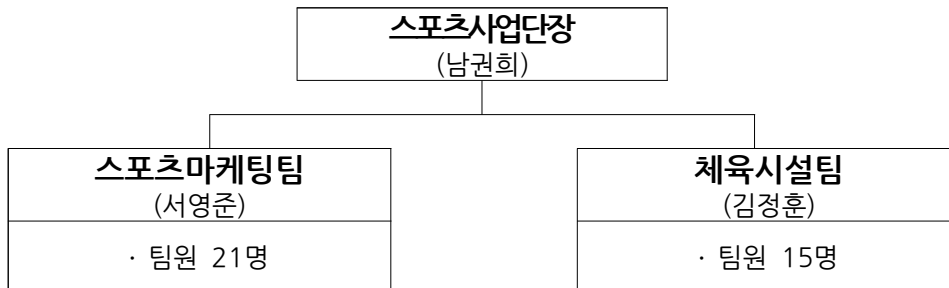 스포츠사업단장
(남권희)
스포츠마케팅팀
(서영준)
· 팀원 21명
체육시설팀
(김정훈)
· 팀원 15명